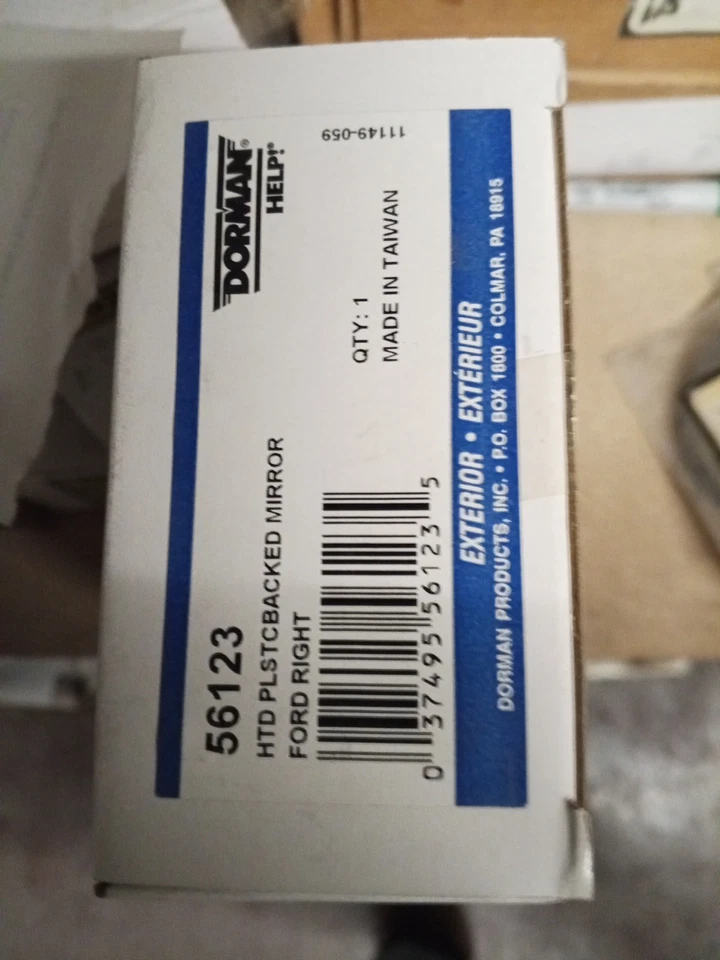 56123
HTD PLSTCBACKED MIRROR
FORD RIGHT
DORMAN®
HELP!®
QTY: 1
MADE IN TAIWAN
11149-059
0 37495 56123 5
EXTERIOR • EXTÉRIEUR
DORMAN PRODUCTS, INC. • P.O. BOX 1800 • COLMAR, PA 18915